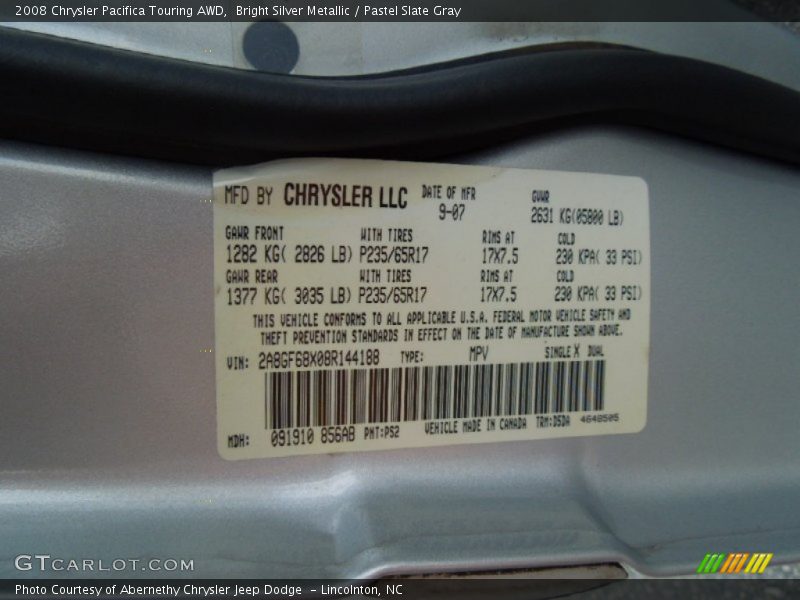 2008 Chrysler Pacifica Touring AWD, Bright Silver Metallic / Pastel Slate Gray
MFD BY CHRYSLER LLC DATE OF MFR GVWR
9-07 2631 KG(05800 LB)
GAWR FRONT WITH TIRES RIMS AT COLD
1282 KG( 2826 LB) P235/65R17 17X7.5 230 KPA( 33 PSI)
GAWR REAR WITH TIRES RIMS AT COLD
1377 KG( 3035 LB) P235/65R17 17X7.5 230 KPA( 33 PSI)
THIS VEHICLE CONFORMS TO ALL APPLICABLE U.S.A. FEDERAL MOTOR VEHICLE SAFETY AND
THEFT PREVENTION STANDARDS IN EFFECT ON THE DATE OF MANUFACTURE SHOWN ABOVE.
VIN: 2A8GF68X08R144188 TYPE: MPV SINGLE X DUAL
MDH: 091910 856AB PNT:PS2 VEHICLE MADE IN CANADA TRM:D5DA 4648505
GTCARLOT.COM
Photo Courtesy of Abernethy Chrysler Jeep Dodge - Lincolnton, NC